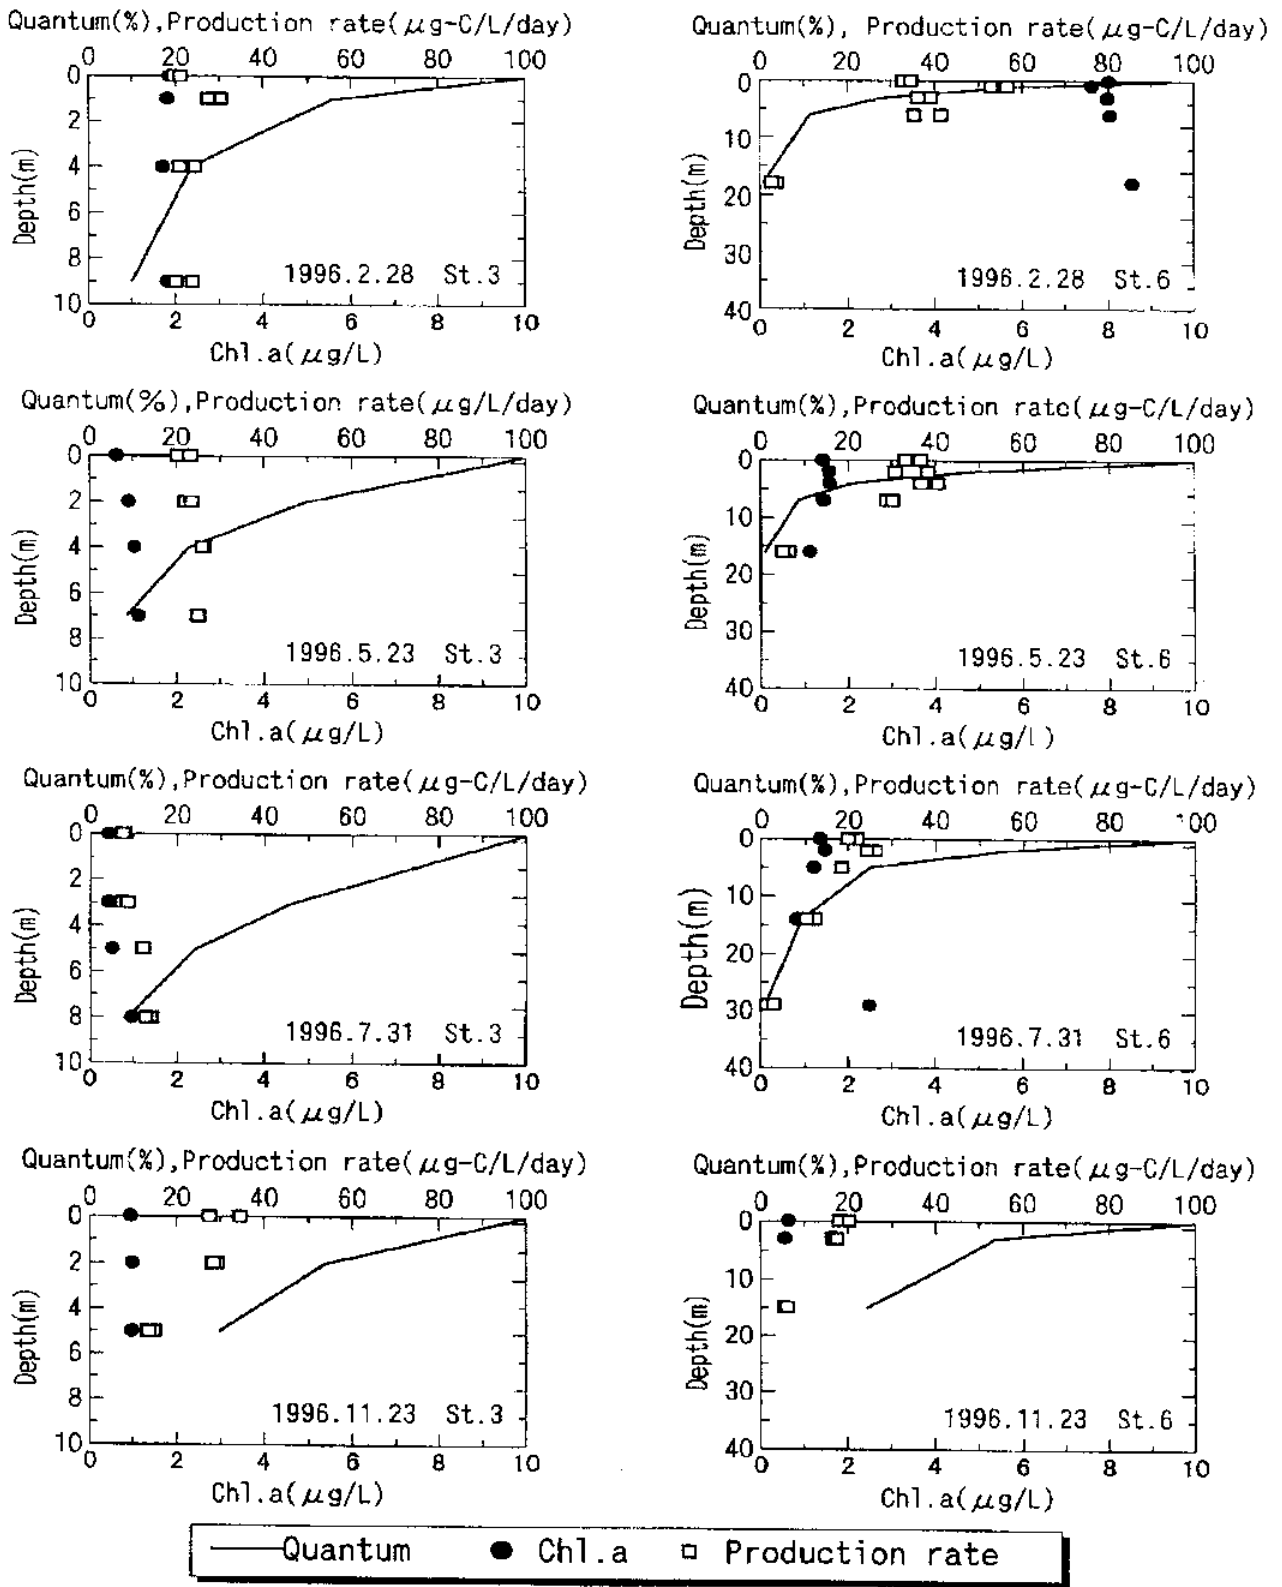 Quantum(%),Production rate(μg-C/L/day)
0 20 40 60 80 100
0
2
4
6
8
10
Depth(m)
1996.2.28 St.3
0 2 4 6 8 10
Chl.a(μg/L)
Quantum(%), Production rate(μg-C/L/day)
0 20 40 60 80 100
0
10
20
30
40
Depth(m)
1996.2.28 St.6
0 2 4 6 8 10
Chl.a(μg/L)
Quantum(%),Production rate(μg/L/day)
0 20 40 60 80 100
0
2
4
6
8
10
Depth(m)
1996.5.23 St.3
0 2 4 6 8 10
Chl.a(μg/L)
Quantum(%),Production rate(μg-C/L/day)
0 20 40 60 80 100
0
10
20
30
40
Depth(m)
1996.5.23 St.6
0 2 4 6 8 10
Chl.a(μg/L)
Quantum(%),Production rate(μg-C/L/day)
0 20 40 60 80 100
0
2
4
6
8
10
Depth(m)
1996.7.31 St.3
0 2 4 6 8 10
Chl.a(μg/L)
Quantum(%),Production rate(μg-C/L/day)
0 20 40 60 80 100
0
10
20
30
40
Depth(m)
1996.7.31 St.6
0 2 4 6 8 10
Chl.a(μg/L)
Quantum(%),Production rate(μg-C/L/day)
0 20 40 60 80 100
0
2
4
6
8
10
Depth(m)
1996.11.23 St.3
0 2 4 6 8 10
Chl.a(μg/L)
Quantum(%),Production rate(μg-C/L/day)
0 20 40 60 80 100
0
10
20
30
40
Depth(m)
1996.11.23 St.6
0 2 4 6 8 10
Chl.a(μg/L)
Quantum Chl.a Production rate